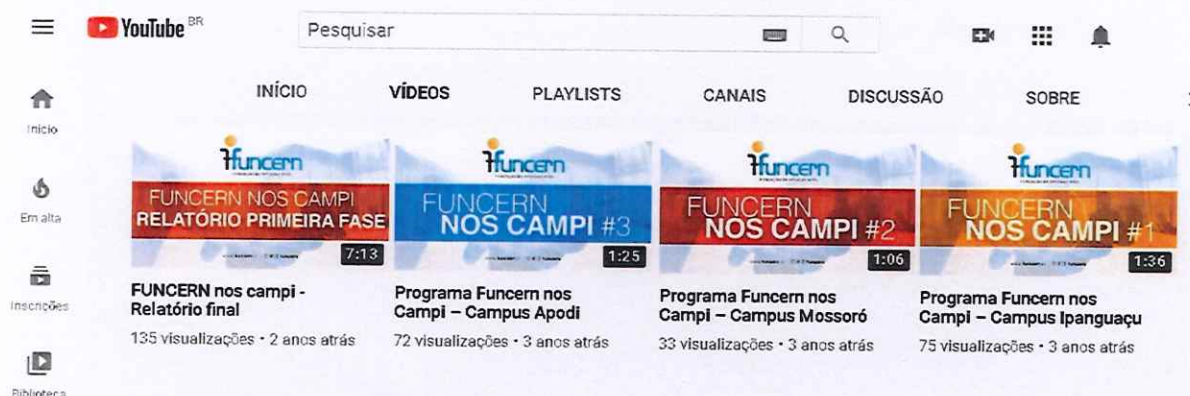 YouTube BR
Pesquisar
INÍCIO VÍDEOS PLAYLISTS CANAIS DISCUSSÃO SOBRE
Início
Em alta
Inscrições
Biblioteca
funcern
FUNCERN NOS CAMPI
RELATÓRIO PRIMEIRA FASE
7:13
FUNCERN nos campi -
Relatório final
135 visualizações • 2 anos atrás
funcern
FUNCERN
NOS CAMPI #3
1:25
Programa Funcern nos
Campi – Campus Apodi
72 visualizações • 3 anos atrás
funcern
FUNCERN
NOS CAMPI #2
1:06
Programa Funcern nos
Campi – Campus Mossoró
33 visualizações • 3 anos atrás
funcern
FUNCERN
NOS CAMPI #1
1:36
Programa Funcern nos
Campi – Campus Ipanguaçu
75 visualizações • 3 anos atrás